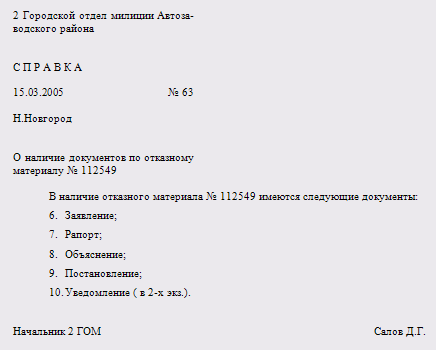 2 Городской отдел милиции Автоза-
водского района
С П Р А В К А
15.03.2005 № 63
Н.Новгород
О наличие документов по отказному
материалу № 112549
В наличие отказного материала № 112549 имеются следующие документы:
6. Заявление;
7. Рапорт;
8. Объяснение;
9. Постановление;
10. Уведомление ( в 2-х экз.).
Начальник 2 ГОМ Салов Д.Г.